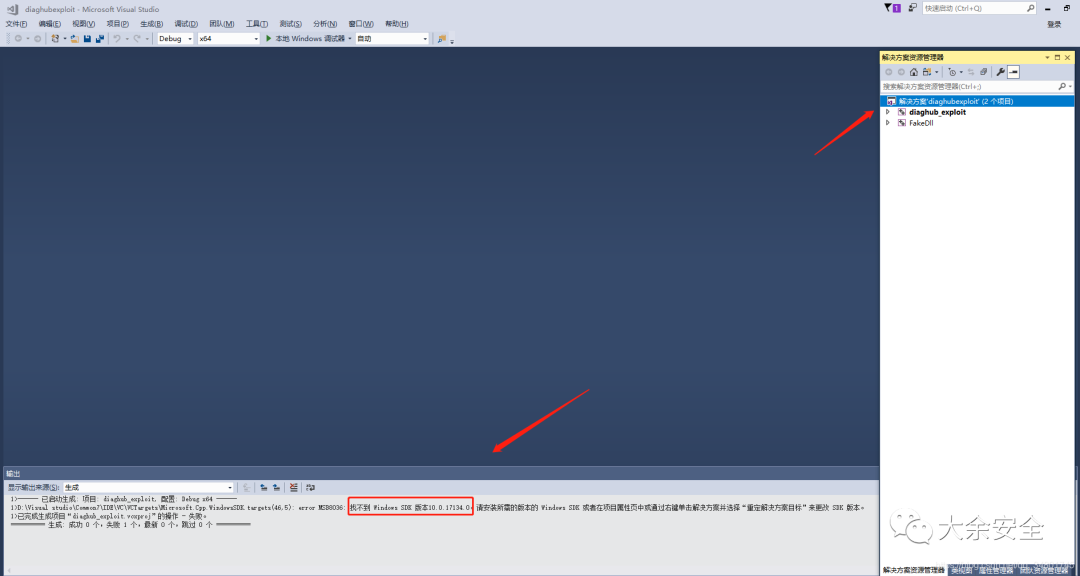 diaghubexploit - Microsoft Visual Studio
1
快速启动 (Ctrl+Q)
文件(F) 编辑(E) 视图(V) 项目(P) 生成(B) 调试(D) 团队(M) 工具(T) 测试(S) 分析(N) 窗口(W) 帮助(H)
登录
Debug x64 本地 Windows 调试器 自动
解决方案资源管理器
搜索解决方案资源管理器(Ctrl+;)
解决方案'diaghubexploit' (2 个项目)
diaghub_exploit
FakeDll
输出
显示输出来源(S): 生成
1>------ 已启动生成: 项目: diaghub_exploit, 配置: Debug x64 ------
1>D:\Visual studio\Common7\IDE\VC\VCTargets\Microsoft.Cpp.WindowsSDK.targets(46,5): error MSB8036: 找不到 Windows SDK 版本10.0.17134.0。请安装所需的版本的 Windows SDK 或者在项目属性页中或通过右键单击解决方案并选择“重定解决方案目标”来更改 SDK 版本。
1>已完成生成项目“diaghub_exploit.vcxproj”的操作 - 失败。
========== 生成: 成功 0 个，失败 1 个，最新 0 个，跳过 0 个 ==========
大余安全
解决方案资源管理器 类视图 属性管理器 团队资源管理器